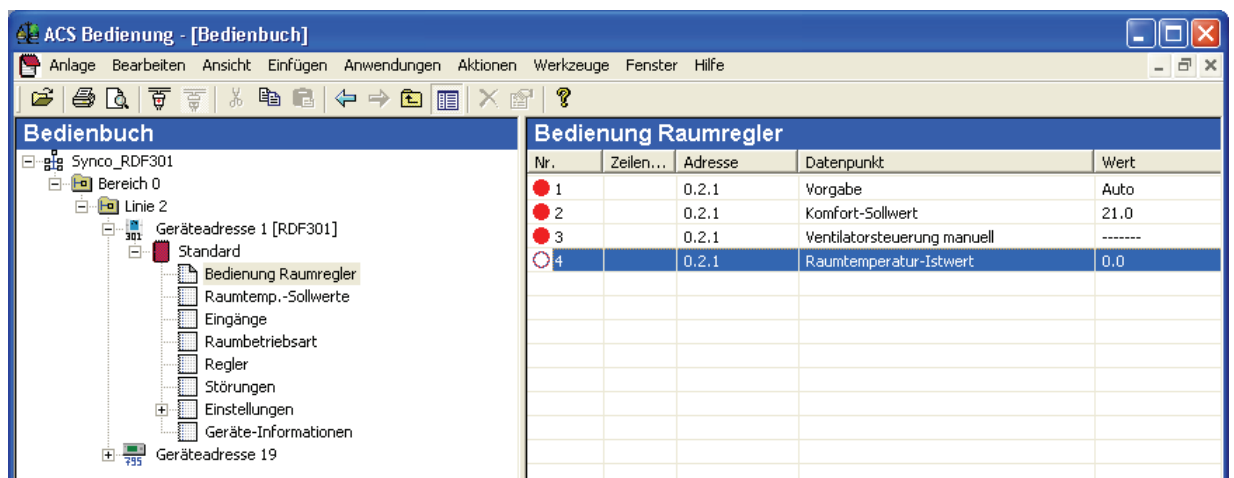 ACS Bedienung - [Bedienbuch]
Anlage Bearbeiten Ansicht Einfügen Anwendungen Aktionen Werkzeuge Fenster Hilfe
Bedienbuch
Synco_RDF301
Bereich 0
Linie 2
301
Geräteadresse 1 [RDF301]
Standard
Bedienung Raumregler
Raumtemp.-Sollwerte
Eingänge
Raumbetriebsart
Regler
Störungen
Einstellungen
Geräte-Informationen
795
Geräteadresse 19
Bedienung Raumregler
Nr. Zeilen... Adresse Datenpunkt Wert
1 0.2.1 Vorgabe Auto
2 0.2.1 Komfort-Sollwert 21.0
3 0.2.1 Ventilatorsteuerung manuell -------
4 0.2.1 Raumtemperatur-Istwert 0.0